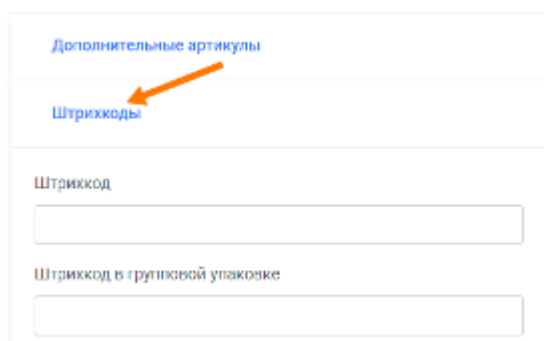 Дополнительные артикулы
Штрихкоды
Штрихкод
Штрихкод в групповой упаковке